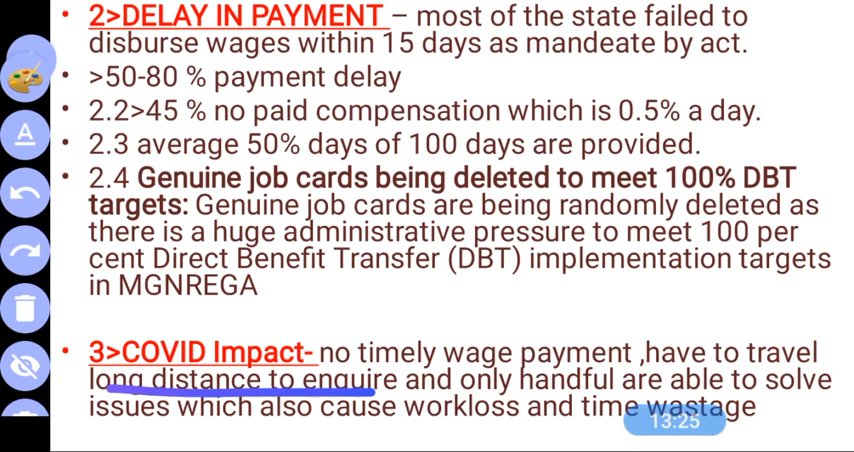 • 2>DELAY IN PAYMENT – most of the state failed to
disburse wages within 15 days as mandeate by act.
• >50-80 % payment delay
• 2.2>45 % no paid compensation which is 0.5% a day.
• 2.3 average 50% days of 100 days are provided.
• 2.4 Genuine job cards being deleted to meet 100% DBT
targets: Genuine job cards are being randomly deleted as
there is a huge administrative pressure to meet 100 per
cent Direct Benefit Transfer (DBT) implementation targets
in MGNREGA
• 3>COVID Impact- no timely wage payment ,have to travel
long distance to enquire and only handful are able to solve
issues which also cause workloss and time wastage
13:25
A